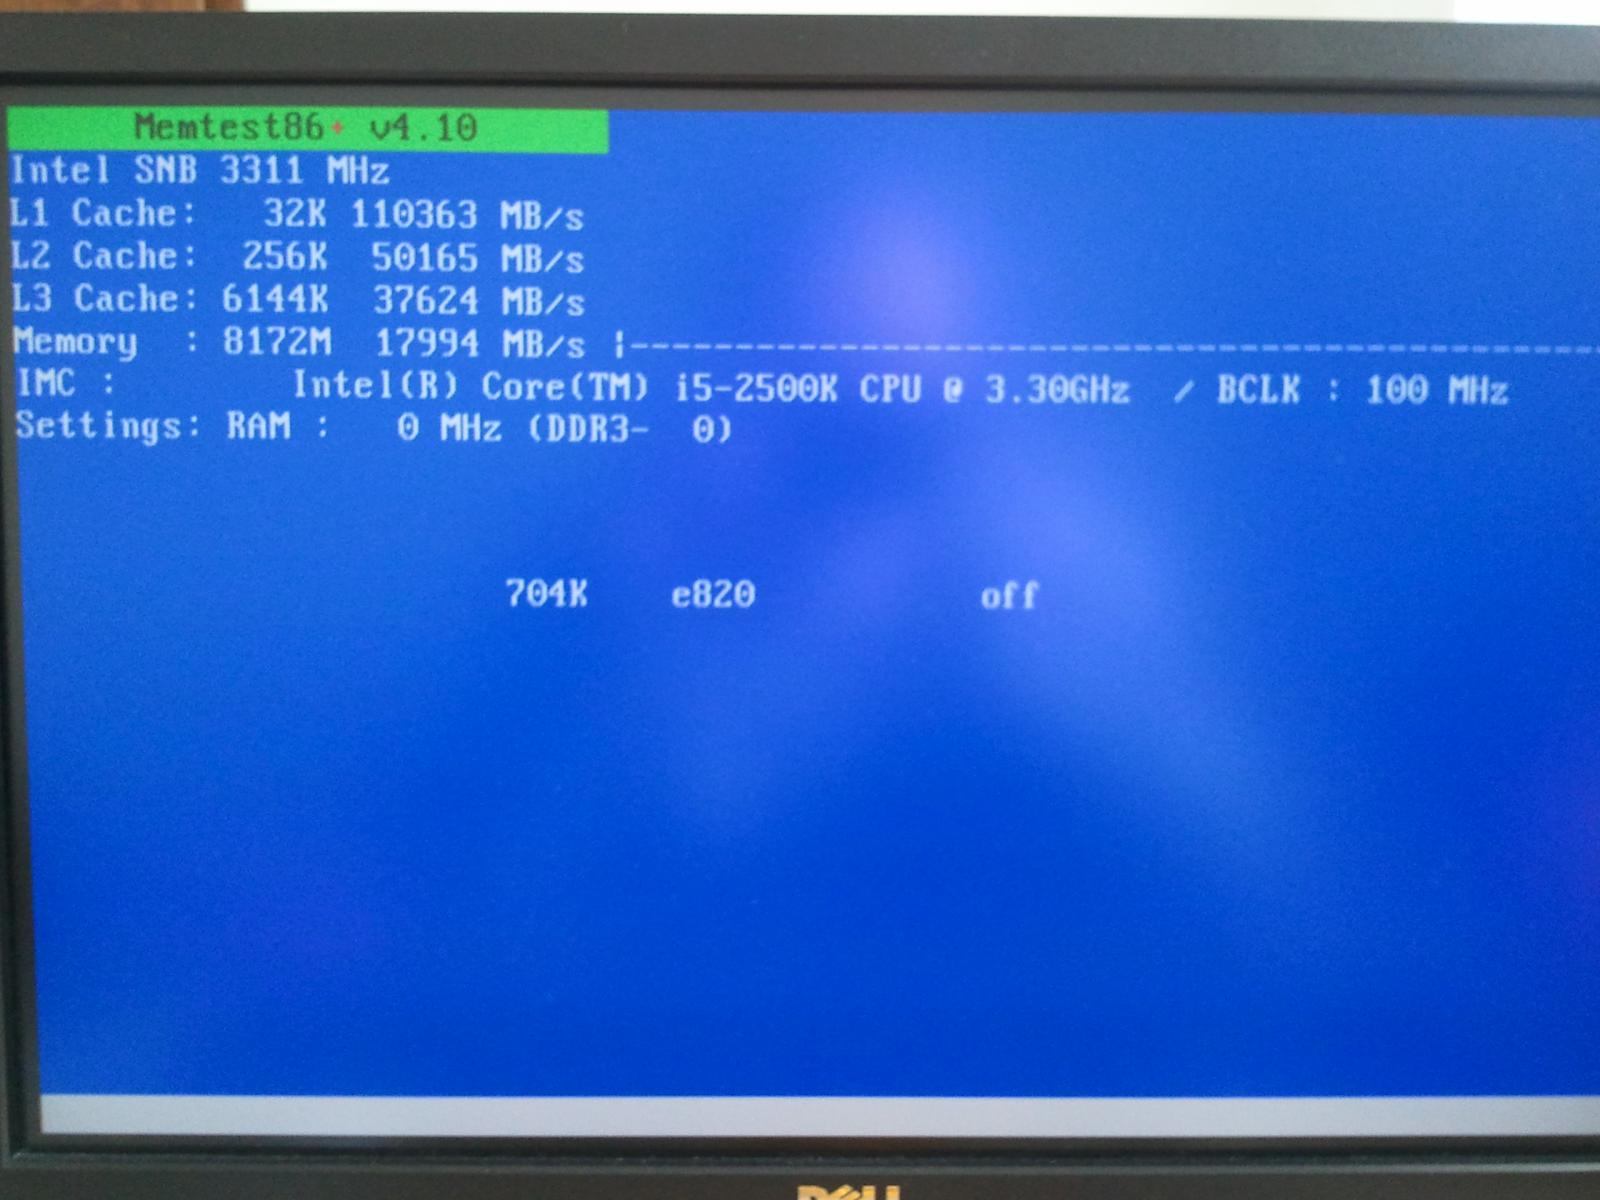 Memtest86+ v4.10
Intel SNB 3311 MHz
L1 Cache: 32K 110363 MB/s
L2 Cache: 256K 50165 MB/s
L3 Cache: 6144K 37624 MB/s
Memory : 8172M 17994 MB/s |-------------------------------------------------
IMC : Intel(R) Core(TM) i5-2500K CPU @ 3.30GHz / BCLK : 100 MHz
Settings: RAM : 0 MHz (DDR3- 0)
704K e820 off
DELL